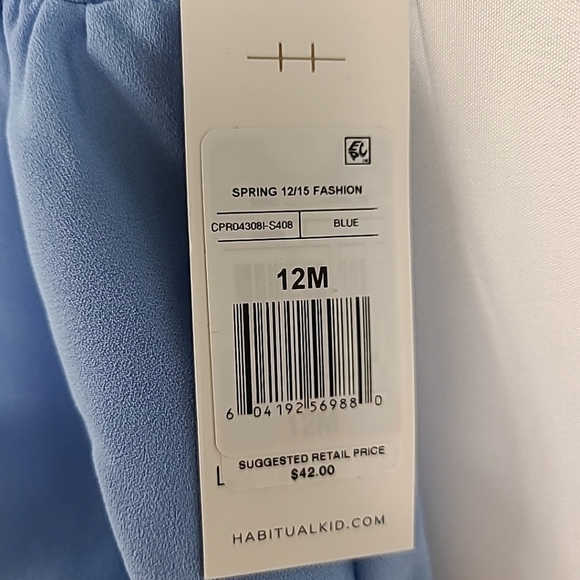 SPRING 12/15 FASHION
CPR04308I-S408 BLUE
12M
6 04192 56988 0
12M
SUGGESTED RETAIL PRICE
$42.00
L
HABITUALKID.COM